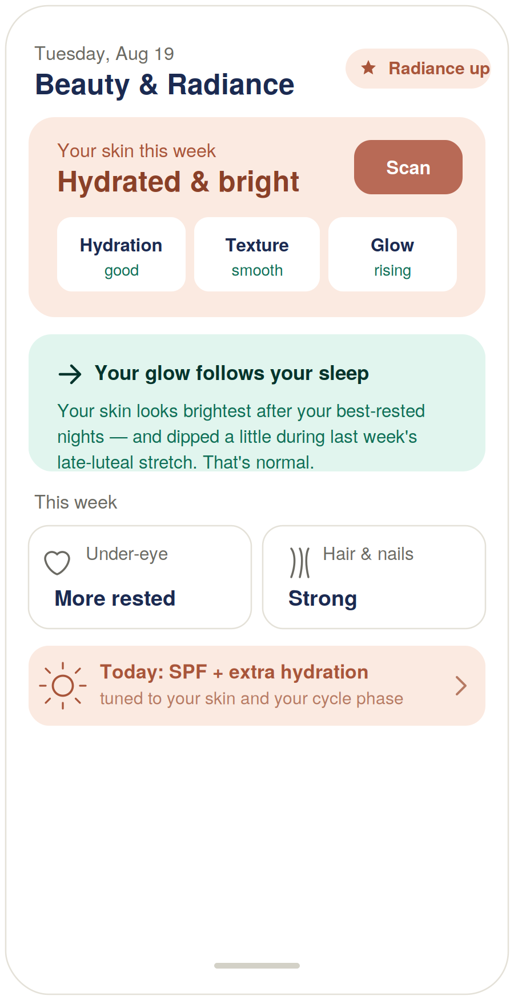 Tuesday, Aug 19
Beauty & Radiance
Radiance up
Your skin this week
Hydrated & bright
Scan
Hydration
good
Texture
smooth
Glow
rising
Your glow follows your sleep
Your skin looks brightest after your best-rested
nights — and dipped a little during last week's
late-luteal stretch. That's normal.
This week
Under-eye
More rested
Hair & nails
Strong
Today: SPF + extra hydration
tuned to your skin and your cycle phase